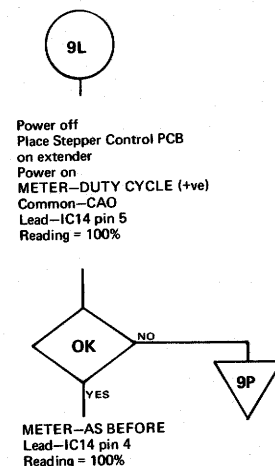 9L
Power off
Place Stepper Control PCB
on extender
Power on
METER—DUTY CYCLE (+ve)
Common—CAO
Lead—IC14 pin 5
Reading = 100%
OK
NO
9P
YES
METER—AS BEFORE
Lead—IC14 pin 4
Reading = 100%